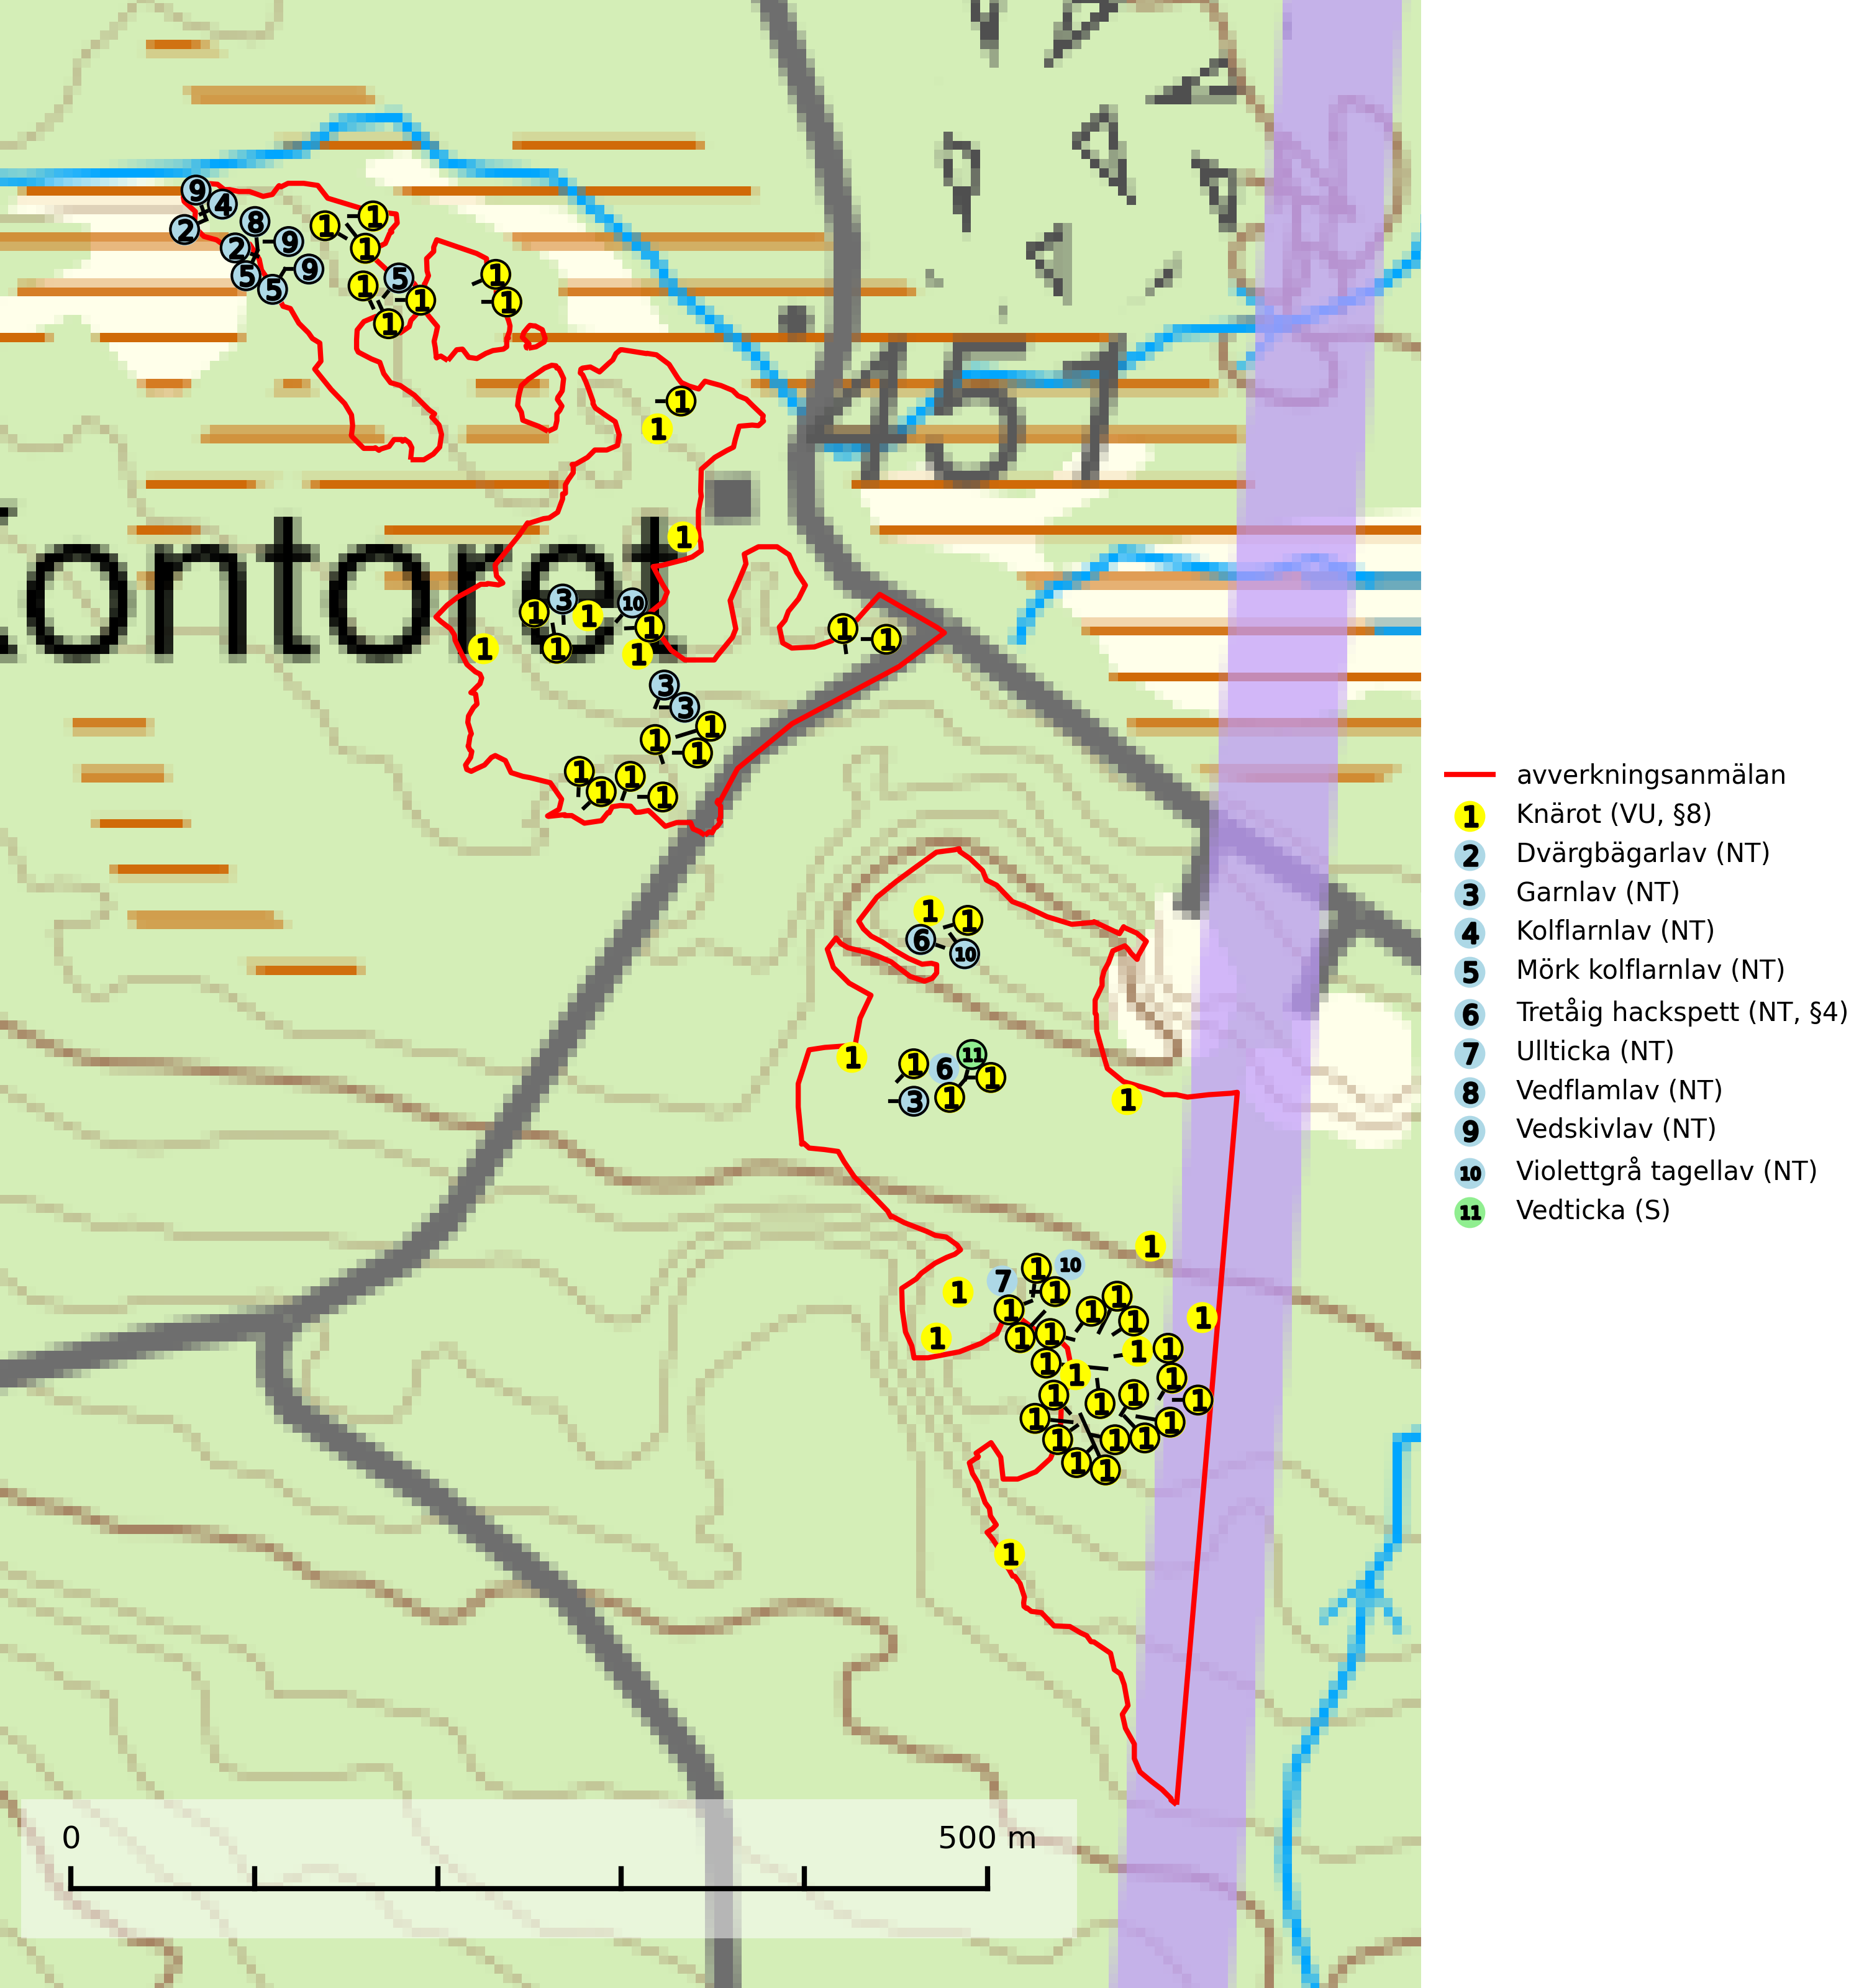 451
ontoret
avverkningsanmälan
1 Knärot (VU, §8)
2 Dvärgbägarlav (NT)
3 Garnlav (NT)
4 Kolflarnlav (NT)
5 Mörk kolflarnlav (NT)
6 Tretåig hackspett (NT, §4)
7 Ullticka (NT)
8 Vedflamlav (NT)
9 Vedskivlav (NT)
10 Violettgrå tagellav (NT)
11 Vedticka (S)
0 500 m